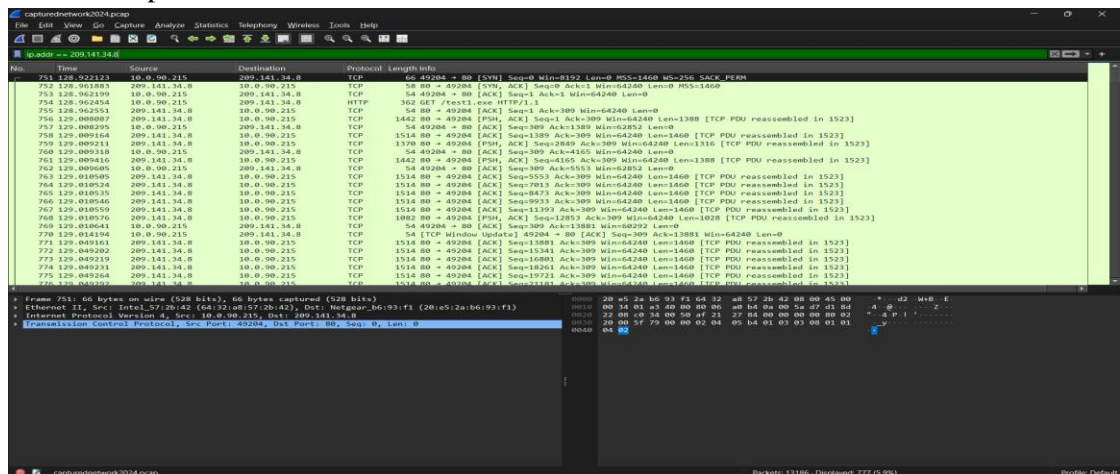 capturednetwork2024.pcap
File Edit View Go Capture Analyze Statistics Telephony Wireless Tools Help
ip.addr == 209.141.34.8
No. Time Source Destination Protocol Length Info
751 128.922123 10.0.90.215 209.141.34.8 TCP 66 49204 → 80 [SYN] Seq=0 Win=8192 Len=0 MSS=1460 WS=256 SACK_PERM
752 128.961883 209.141.34.8 10.0.90.215 TCP 58 80 → 49204 [SYN, ACK] Seq=0 Ack=1 Win=64240 Len=0 MSS=1460
753 128.962199 10.0.90.215 209.141.34.8 TCP 54 49204 → 80 [ACK] Seq=1 Ack=1 Win=64240 Len=0
754 128.962454 10.0.90.215 209.141.34.8 HTTP 362 GET /test1.exe HTTP/1.1
755 128.962551 209.141.34.8 10.0.90.215 TCP 54 80 → 49204 [ACK] Seq=1 Ack=309 Win=64240 Len=0
756 129.008087 209.141.34.8 10.0.90.215 TCP 1442 80 → 49204 [PSH, ACK] Seq=1 Ack=309 Win=64240 Len=1388 [TCP PDU reassembled in 1523]
757 129.008295 10.0.90.215 209.141.34.8 TCP 54 49204 → 80 [ACK] Seq=309 Ack=1389 Win=62852 Len=0
758 129.009164 209.141.34.8 10.0.90.215 TCP 1514 80 → 49204 [ACK] Seq=1389 Ack=309 Win=64240 Len=1460 [TCP PDU reassembled in 1523]
759 129.009211 209.141.34.8 10.0.90.215 TCP 1370 80 → 49204 [PSH, ACK] Seq=2849 Ack=309 Win=64240 Len=1316 [TCP PDU reassembled in 1523]
760 129.009318 10.0.90.215 209.141.34.8 TCP 54 49204 → 80 [ACK] Seq=309 Ack=4165 Win=64240 Len=0
761 129.009416 209.141.34.8 10.0.90.215 TCP 1442 80 → 49204 [PSH, ACK] Seq=4165 Ack=309 Win=64240 Len=1388 [TCP PDU reassembled in 1523]
762 129.009605 10.0.90.215 209.141.34.8 TCP 54 49204 → 80 [ACK] Seq=309 Ack=5553 Win=62852 Len=0
763 129.010505 209.141.34.8 10.0.90.215 TCP 1514 80 → 49204 [ACK] Seq=5553 Ack=309 Win=64240 Len=1460 [TCP PDU reassembled in 1523]
764 129.010524 209.141.34.8 10.0.90.215 TCP 1514 80 → 49204 [ACK] Seq=7013 Ack=309 Win=64240 Len=1460 [TCP PDU reassembled in 1523]
765 129.010535 209.141.34.8 10.0.90.215 TCP 1514 80 → 49204 [ACK] Seq=8473 Ack=309 Win=64240 Len=1460 [TCP PDU reassembled in 1523]
766 129.010546 209.141.34.8 10.0.90.215 TCP 1514 80 → 49204 [ACK] Seq=9933 Ack=309 Win=64240 Len=1460 [TCP PDU reassembled in 1523]
767 129.010559 209.141.34.8 10.0.90.215 TCP 1514 80 → 49204 [ACK] Seq=11393 Ack=309 Win=64240 Len=1460 [TCP PDU reassembled in 1523]
768 129.010576 209.141.34.8 10.0.90.215 TCP 1082 80 → 49204 [PSH, ACK] Seq=12853 Ack=309 Win=64240 Len=1028 [TCP PDU reassembled in 1523]
769 129.010641 10.0.90.215 209.141.34.8 TCP 54 49204 → 80 [ACK] Seq=309 Ack=13881 Win=60292 Len=0
770 129.014194 10.0.90.215 209.141.34.8 TCP 54 [TCP Window Update] 49204 → 80 [ACK] Seq=309 Ack=13881 Win=64240 Len=0
771 129.049161 209.141.34.8 10.0.90.215 TCP 1514 80 → 49204 [ACK] Seq=13881 Ack=309 Win=64240 Len=1460 [TCP PDU reassembled in 1523]
772 129.049202 209.141.34.8 10.0.90.215 TCP 1514 80 → 49204 [ACK] Seq=15341 Ack=309 Win=64240 Len=1460 [TCP PDU reassembled in 1523]
773 129.049219 209.141.34.8 10.0.90.215 TCP 1514 80 → 49204 [ACK] Seq=16801 Ack=309 Win=64240 Len=1460 [TCP PDU reassembled in 1523]
774 129.049231 209.141.34.8 10.0.90.215 TCP 1514 80 → 49204 [ACK] Seq=18261 Ack=309 Win=64240 Len=1460 [TCP PDU reassembled in 1523]
775 129.049264 209.141.34.8 10.0.90.215 TCP 1514 80 → 49204 [ACK] Seq=19721 Ack=309 Win=64240 Len=1460 [TCP PDU reassembled in 1523]
776 129.049292 209.141.34.8 10.0.90.215 TCP 1514 80 → 49204 [ACK] Seq=21181 Ack=309 Win=64240 Len=1460 [TCP PDU reassembled in 1523]
Frame 751: 66 bytes on wire (528 bits), 66 bytes captured (528 bits)
Ethernet II, Src: Intel_57:2b:42 (64:32:a8:57:2b:42), Dst: Netgear_b6:93:f1 (20:e5:2a:b6:93:f1)
Internet Protocol Version 4, Src: 10.0.90.215, Dst: 209.141.34.8
Transmission Control Protocol, Src Port: 49204, Dst Port: 80, Seq: 0, Len: 0
0000 20 e5 2a b6 93 f1 64 32 a8 57 2b 42 08 00 45 00
0010 00 34 01 a3 40 00 80 06 a0 b4 0a 00 5a d7 d1 8d
0020 22 08 c0 34 00 50 af 21 27 84 00 00 00 00 80 02
0030 20 00 5f 79 00 00 02 04 05 b4 01 03 03 08 01 01
0040 04 02
capturednetwork2024.pcap
Packets: 13186 · Displayed: 777 (5.9%)
Profile: Default